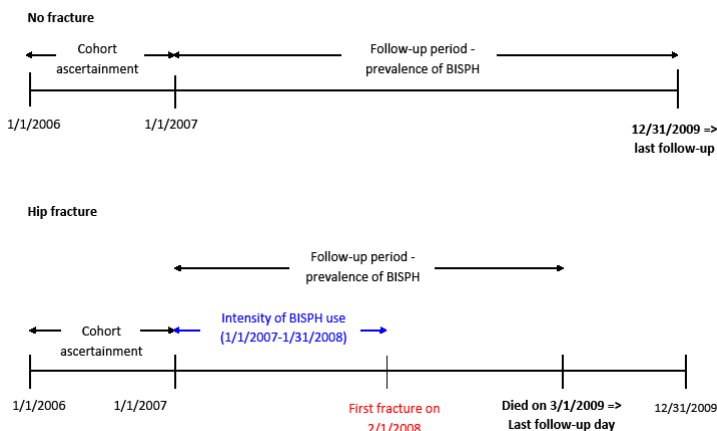 No fracture
Cohort
ascertainment
Follow-up period -
prevalence of BISPH
1/1/2006
1/1/2007
12/31/2009 =>
last follow-up
Hip fracture
Follow-up period -
prevalence of BISPH
Cohort
ascertainment
Intensity of BISPH use
(1/1/2007-1/31/2008)
1/1/2006
1/1/2007
First fracture on
2/1/2008
Died on 3/1/2009 =>
Last follow-up day
12/31/2009